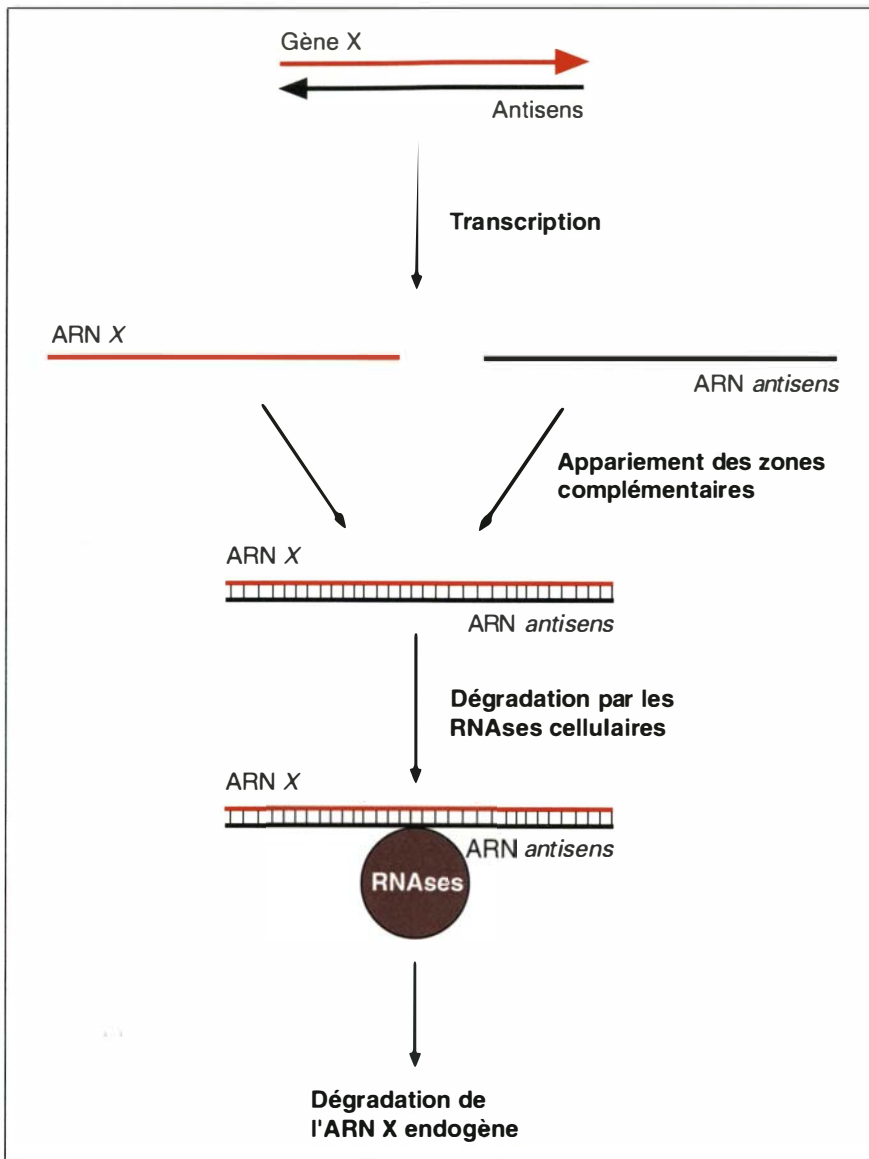 Gène X
Antisens
Transcription
ARN X
ARN antisens
Appariement des zones
complémentaires
ARN X
ARN antisens
Dégradation par les
RNAses cellulaires
ARN X
ARN antisens
RNAses
Dégradation de
l'ARN X endogène